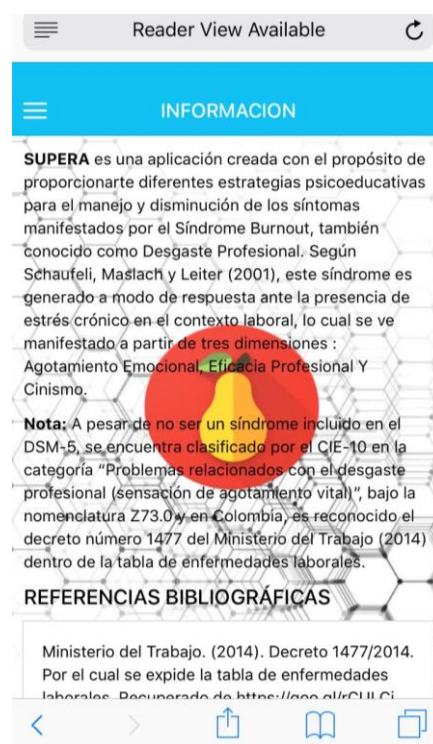 Reader View Available
INFORMACION
SUPERA es una aplicación creada con el propósito de
proporcionarte diferentes estrategias psicoeducativas
para el manejo y disminución de los síntomas
manifestados por el Síndrome Burnout, también
conocido como Desgaste Profesional. Según
Schaufeli, Maslach y Leiter (2001), este síndrome es
generado a modo de respuesta ante la presencia de
estrés crónico en el contexto laboral, lo cual se ve
manifestado a partir de tres dimensiones :
Agotamiento Emocional, Eficacia Profesional Y
Cinismo.
Nota: A pesar de no ser un síndrome incluido en el
DSM-5, se encuentra clasificado por el CIE-10 en la
categoría "Problemas relacionados con el desgaste
profesional (sensación de agotamiento vital)", bajo la
nomenclatura Z73.0 y en Colombia, es reconocido el
decreto número 1477 del Ministerio del Trabajo (2014)
dentro de la tabla de enfermedades laborales.
REFERENCIAS BIBLIOGRÁFICAS
Ministerio del Trabajo. (2014). Decreto 1477/2014.
Por el cual se expide la tabla de enfermedades
laborales. Recuperado de